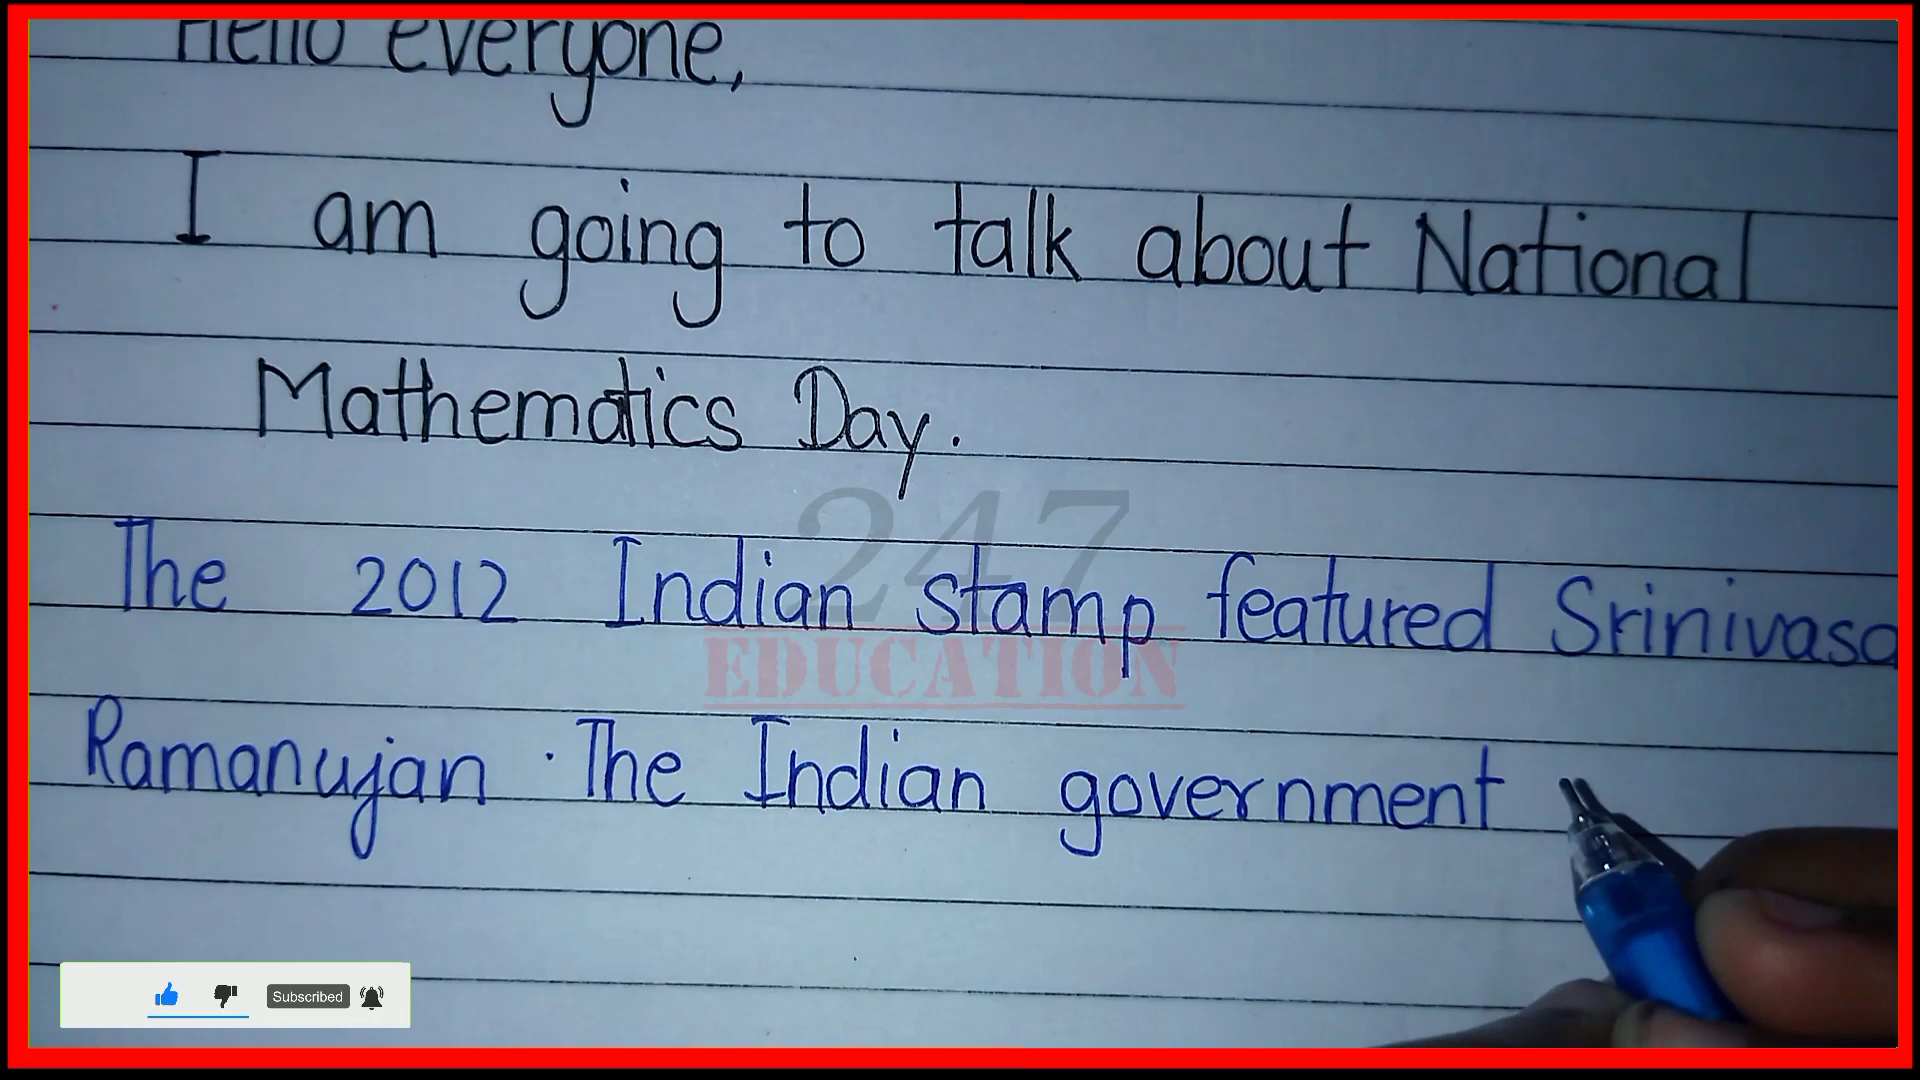 Hello everyone,
I am going to talk about National
Mathematics Day.
247
The 2012 Indian stamp featured Srinivasa
EDUCATION
Ramanujan. The Indian government
Subscribed